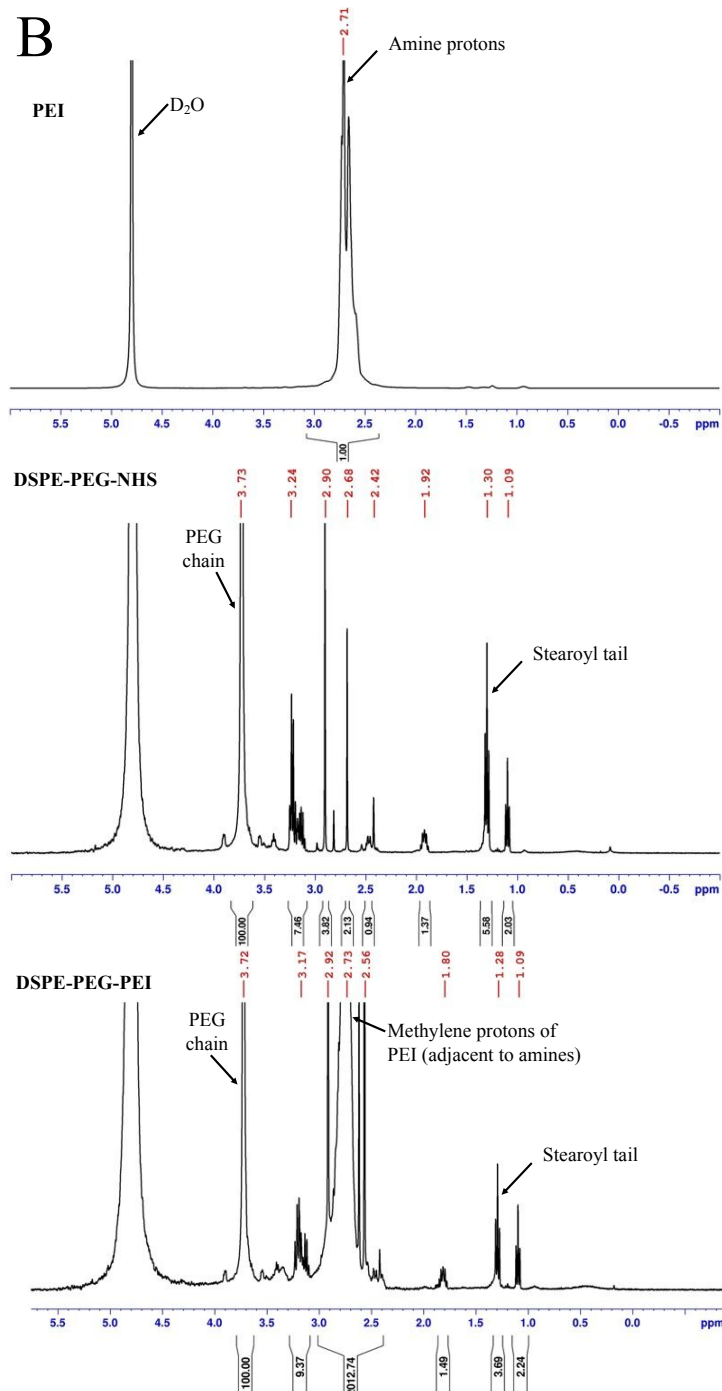 B
2.71
Amine protons
PEI
D₂O
5.5 5.0 4.5 4.0 3.5 3.0 2.5 2.0 1.5 1.0 0.5 0.0 -0.5 ppm
1.00
DSPE-PEG-NHS
3.73 3.24 2.90 2.68 2.42 1.92 1.30 1.09
PEG
chain
Stearoyl tail
5.0 4.5 4.0 3.5 3.0 2.5 2.0 1.5 1.0 0.5 -5.5 ppm
100.00 7.46 3.82 2.13 0.94 1.37 5.58 2.03
DSPE-PEG-PEI
3.72 3.17 2.92 2.73 2.56 1.80 1.28 1.09
PEG
chain
Methylene protons of
PEI (adjacent to amines)
Stearoyl tail
5.5 5.0 4.5 4.0 3.5 3.0 2.5 2.0 1.5 1.0 0.5 0.0 ppm
100.00 9.37 2012.74 1.49 3.69 2.24